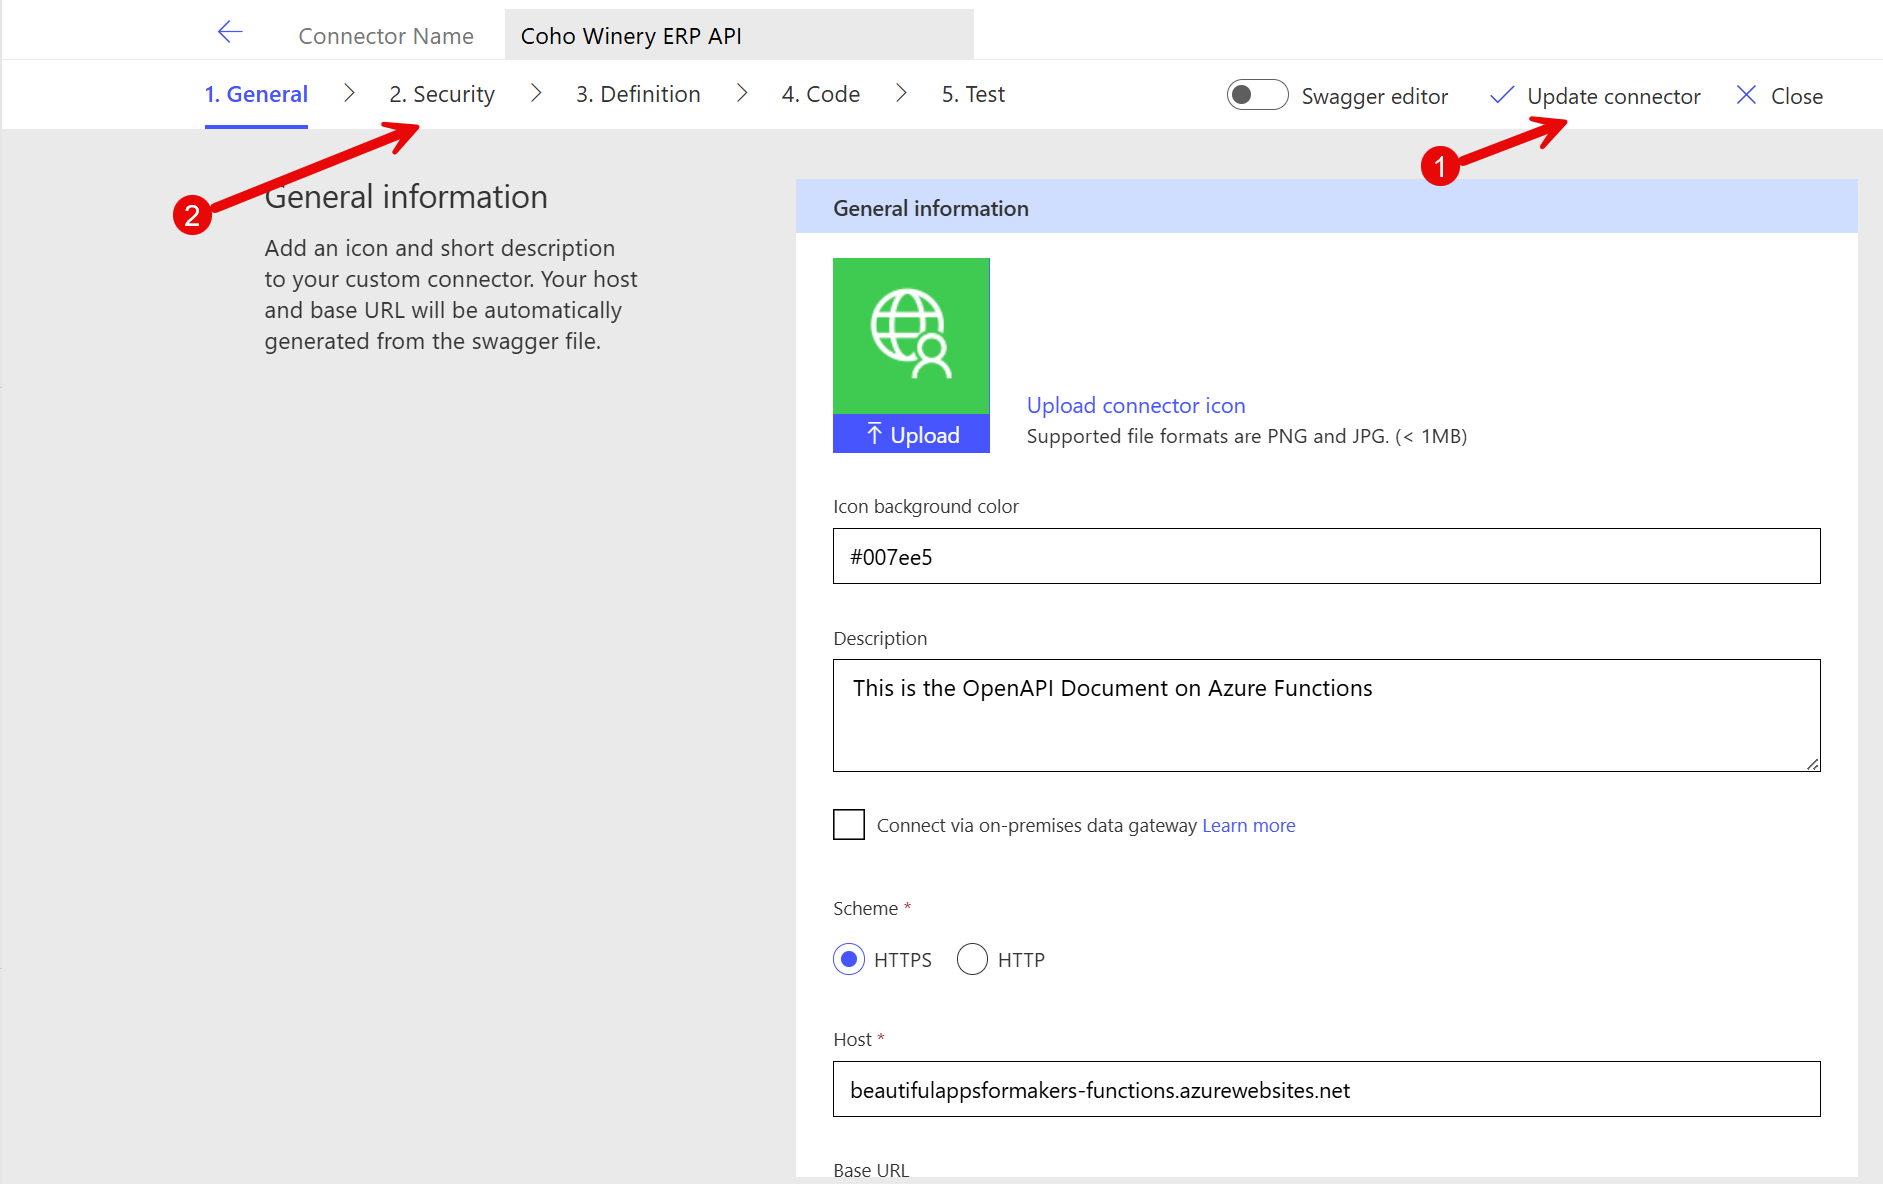 Connector Name
Coho Winery ERP API
1. General
2. Security
3. Definition
4. Code
5. Test
Swagger editor
Update connector
Close
1
2
General information
Add an icon and short description
to your custom connector. Your host
and base URL will be automatically
generated from the swagger file.
General information
Upload
Upload connector icon
Supported file formats are PNG and JPG. (< 1MB)
Icon background color
#007ee5
Description
This is the OpenAPI Document on Azure Functions
Connect via on-premises data gateway Learn more
Scheme *
HTTPS
HTTP
Host *
beautifulappsformakers-functions.azurewebsites.net
Base URL